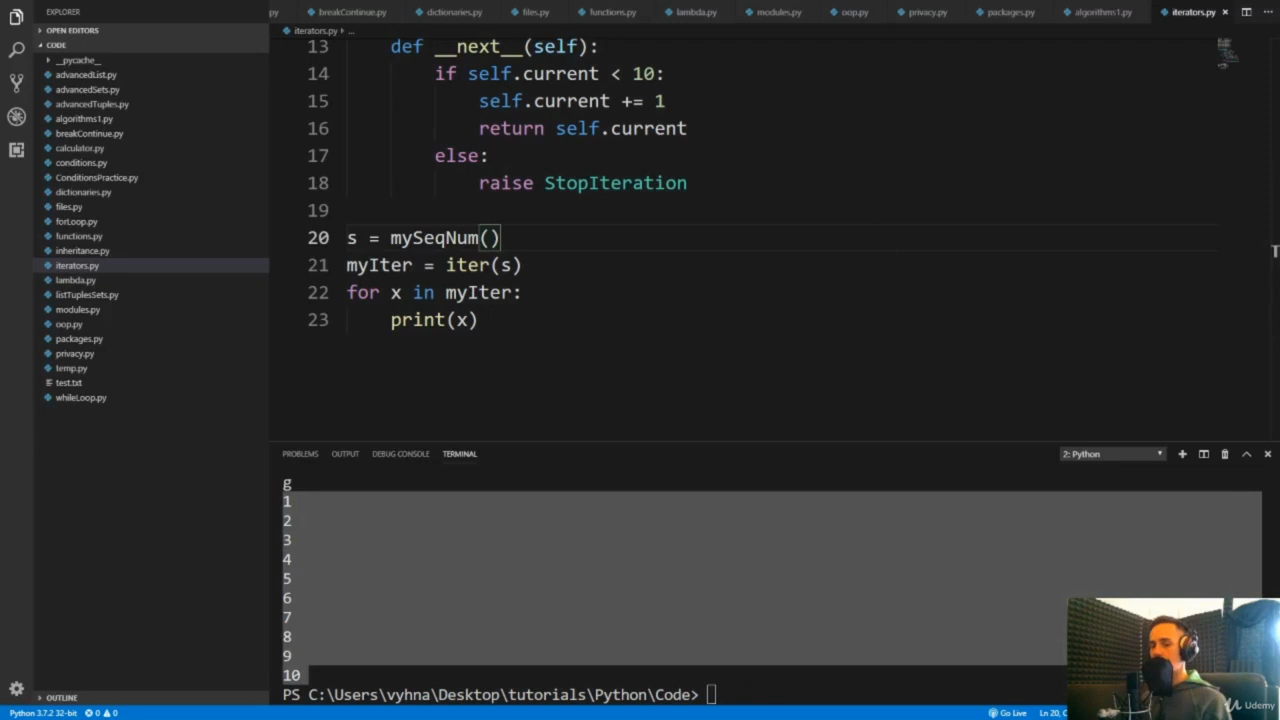 EXPLORER
py
breakContinue.py
dictionaries.py
files.py
functions.py
lambda.py
modules.py
oop.py
privacy.py
packages.py
algorithms1.py
iterators.py ×
OPEN EDITORS
CODE
__pycache__
advancedList.py
advancedSets.py
advancedTuples.py
algorithms1.py
breakContinue.py
calculator.py
conditions.py
ConditionsPractice.py
dictionaries.py
files.py
forLoop.py
functions.py
inheritance.py
iterators.py
lambda.py
listTuplesSets.py
modules.py
oop.py
packages.py
privacy.py
temp.py
test.txt
whileLoop.py
OUTLINE
iterators.py > ...
13 def __next__(self):
14 if self.current < 10:
15 self.current += 1
16 return self.current
17 else:
18 raise StopIteration
19
20 s = mySeqNum()
21 myIter = iter(s)
22 for x in myIter:
23 print(x)
PROBLEMS OUTPUT DEBUG CONSOLE TERMINAL
2: Python
g
1
2
3
4
5
6
7
8
9
10
PS C:\Users\vyhna\Desktop\tutorials\Python\Code>
Udemy
Python 3.7.2 32-bit 0 0
Go Live Ln 20, C